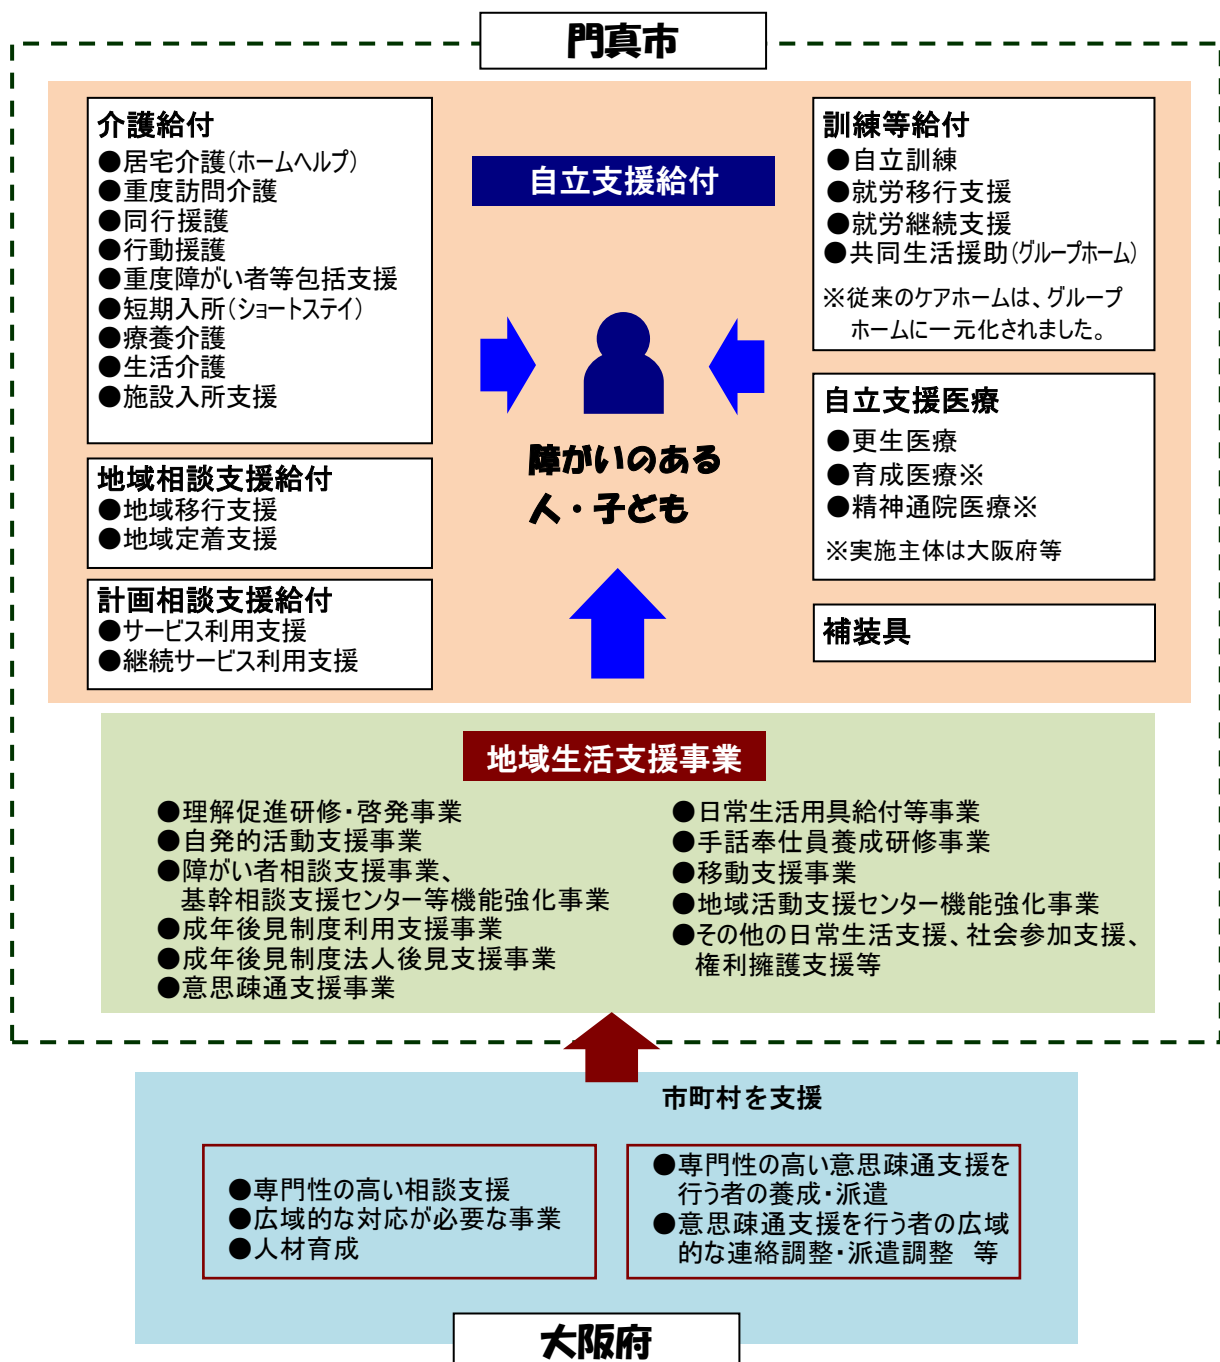 門真市
介護給付
●居宅介護(ホームヘルプ)
●重度訪問介護
●同行援護
●行動援護
●重度障がい者等包括支援
●短期入所(ショートステイ)
●療養介護
●生活介護
●施設入所支援
地域相談支援給付
●地域移行支援
●地域定着支援
計画相談支援給付
●サービス利用支援
●継続サービス利用支援
自立支援給付
障がいのある
人・子ども
訓練等給付
●自立訓練
●就労移行支援
●就労継続支援
●共同生活援助(グループホーム)
※従来のケアホームは、グループ
ホームに一元化されました。
自立支援医療
●更生医療
●育成医療※
●精神通院医療※
※実施主体は大阪府等
補装具
地域生活支援事業
●理解促進研修・啓発事業
●自発的活動支援事業
●障がい者相談支援事業、
基幹相談支援センター等機能強化事業
●成年後見制度利用支援事業
●成年後見制度法人後見支援事業
●意思疎通支援事業
●日常生活用具給付等事業
●手話奉仕員養成研修事業
●移動支援事業
●地域活動支援センター機能強化事業
●その他の日常生活支援、社会参加支援、
権利擁護支援等
市町村を支援
●専門性の高い相談支援
●広域的な対応が必要な事業
●人材育成
●専門性の高い意思疎通支援を
行う者の養成・派遣
●意思疎通支援を行う者の広域
的な連絡調整・派遣調整 等
大阪府